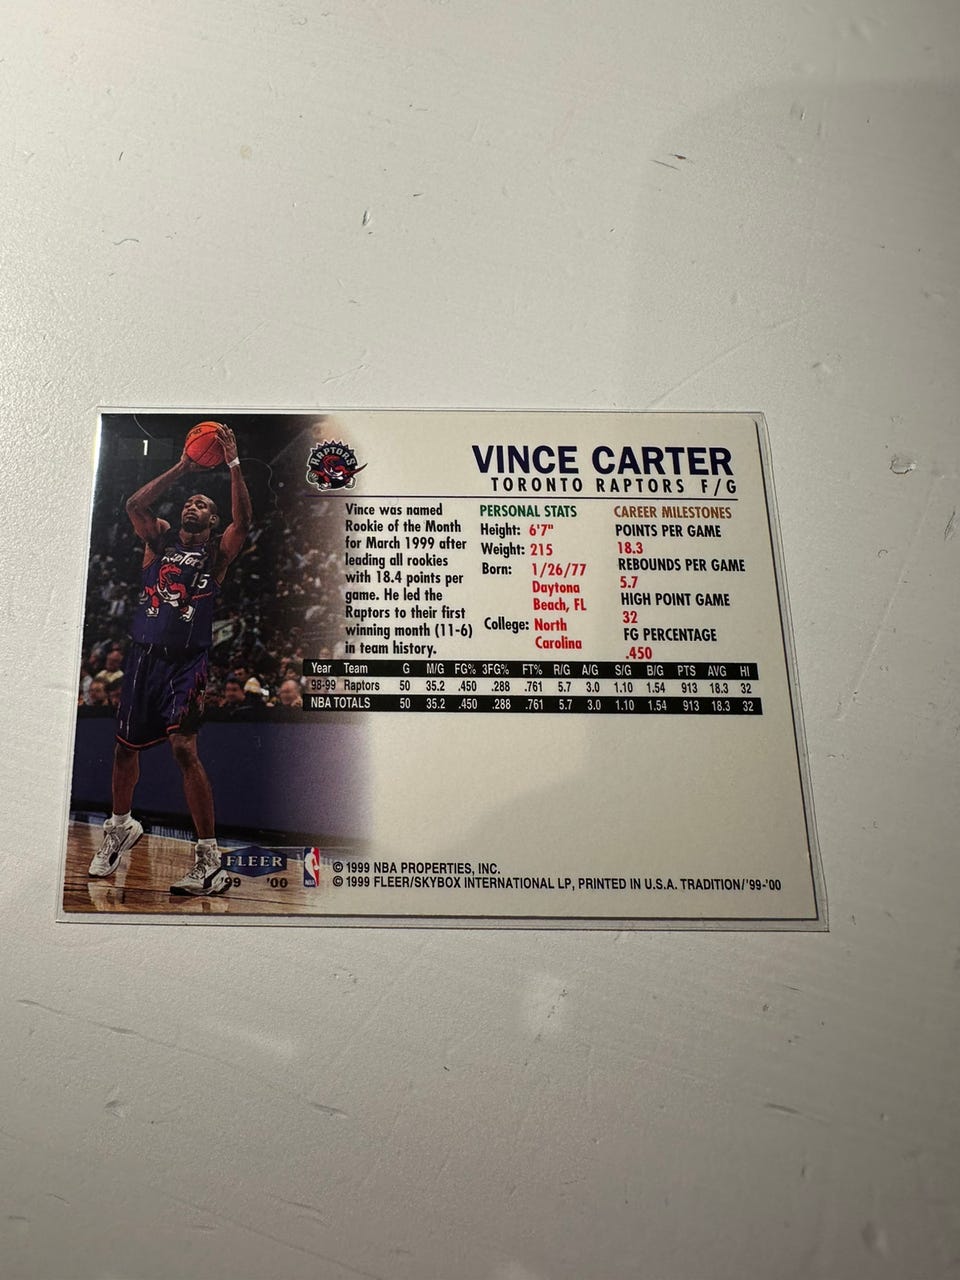 1
RAPTORS
VINCE CARTER
TORONTO RAPTORS F/G
Vince was named
Rookie of the Month
for March 1999 after
leading all rookies
with 18.4 points per
game. He led the
Raptors to their first
winning month (11-6)
in team history.
PERSONAL STATS
Height: 6'7"
Weight: 215
Born: 1/26/77
Daytona
Beach, FL
College: North
Carolina
CAREER MILESTONES
POINTS PER GAME
18.3
REBOUNDS PER GAME
5.7
HIGH POINT GAME
32
FG PERCENTAGE
.450
Year Team G M/G FG% 3FG% FT% R/G A/G S/G B/G PTS AVG HI
98-99 Raptors 50 35.2 .450 .288 .761 5.7 3.0 1.10 1.54 913 18.3 32
NBA TOTALS 50 35.2 .450 .288 .761 5.7 3.0 1.10 1.54 913 18.3 32
Raptors
15
FLEER
'99 '00
NBA
© 1999 NBA PROPERTIES, INC.
© 1999 FLEER/SKYBOX INTERNATIONAL LP, PRINTED IN U.S.A. TRADITION/'99-'00